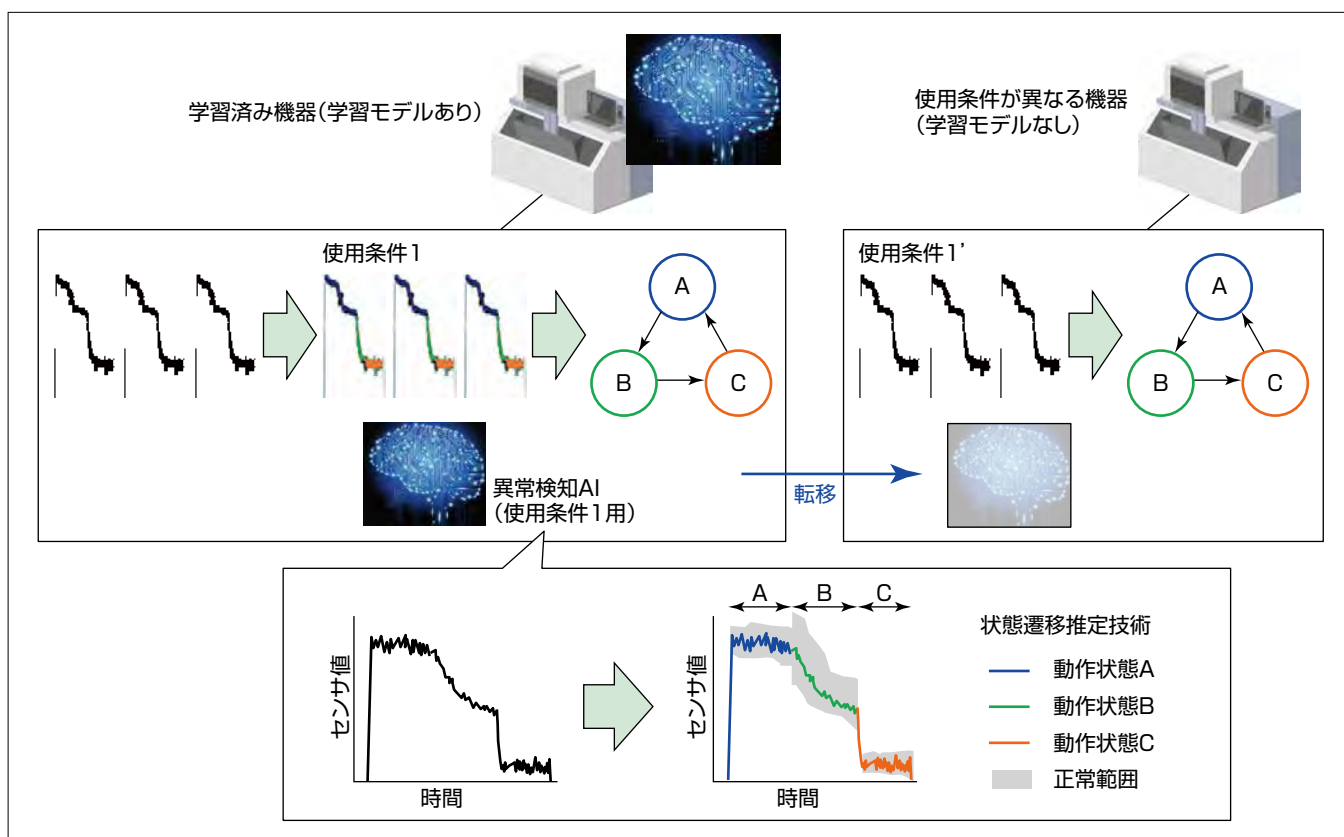 学習済み機器(学習モデルあり)
使用条件が異なる機器
(学習モデルなし)
使用条件1
A
B
C
異常検知AI
(使用条件1用)
転移
使用条件1'
A
B
C
センサ値
時間
センサ値
時間
A
B
C
状態遷移推定技術
動作状態A
動作状態B
動作状態C
正常範囲